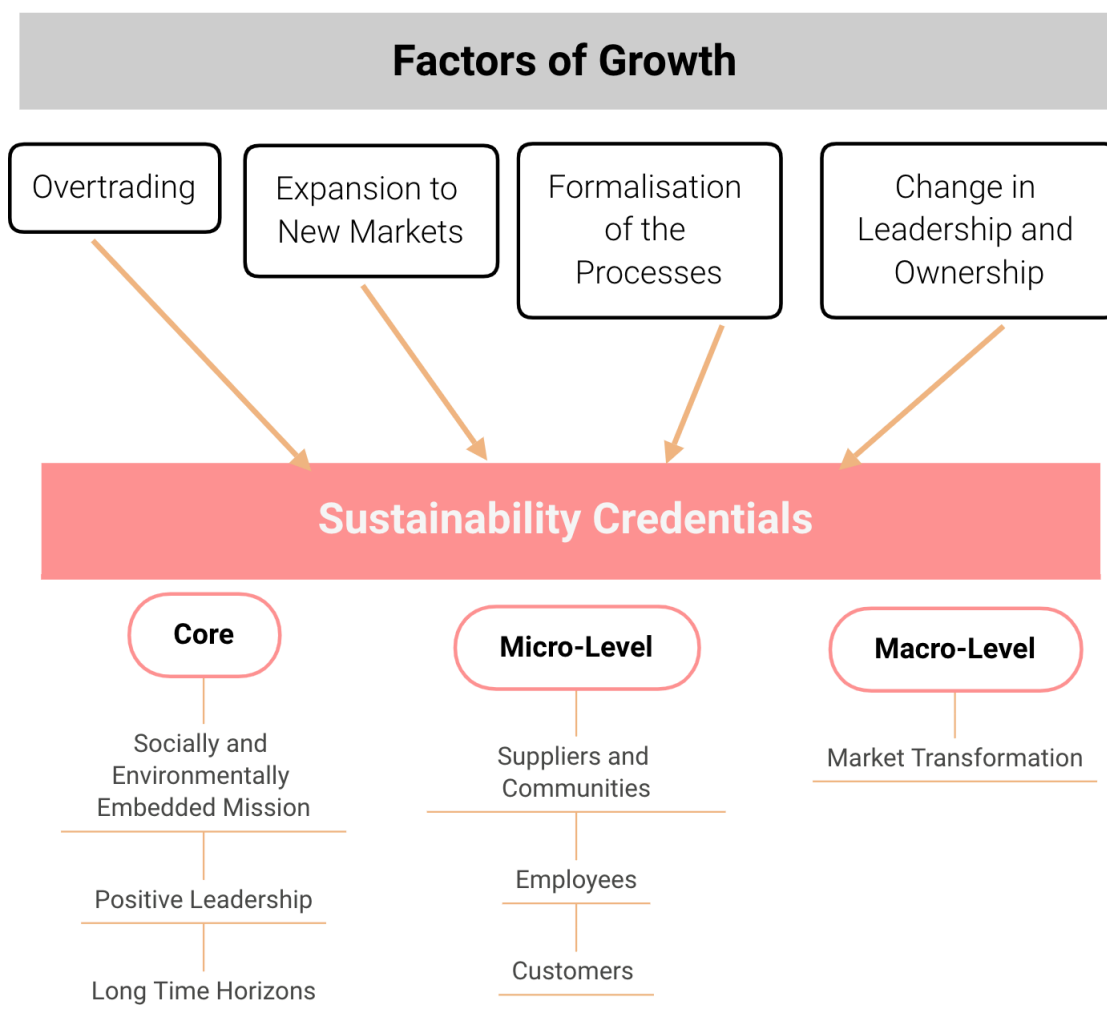 Factors of Growth
Overtrading
Expansion to
New Markets
Formalisation
of the
Processes
Change in
Leadership and
Ownership
Sustainability Credentials
Core
Socially and
Environmentally
Embedded Mission
Positive Leadership
Long Time Horizons
Micro-Level
Suppliers and
Communities
Employees
Customers
Macro-Level
Market Transformation